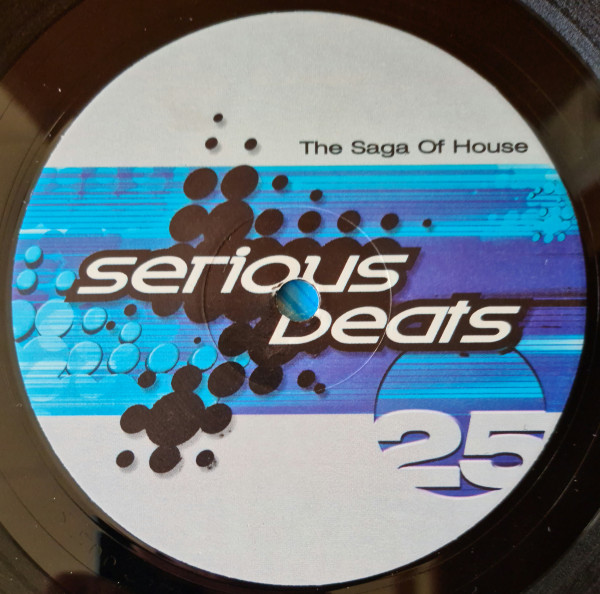 The Saga Of House
serious
beats
25